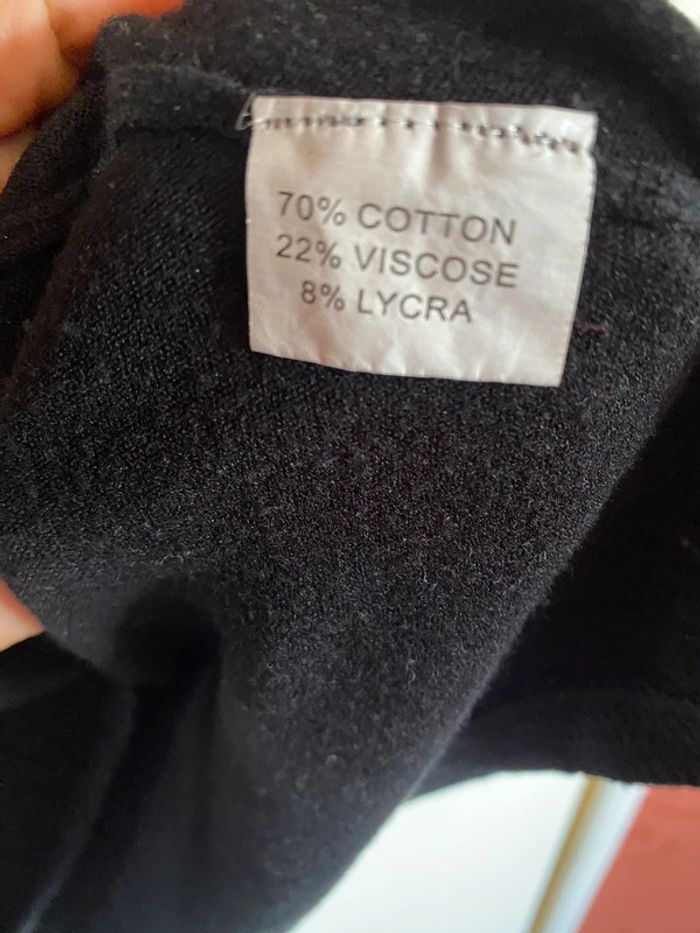 70% COTTON
22% VISCOSE
8% LYCRA